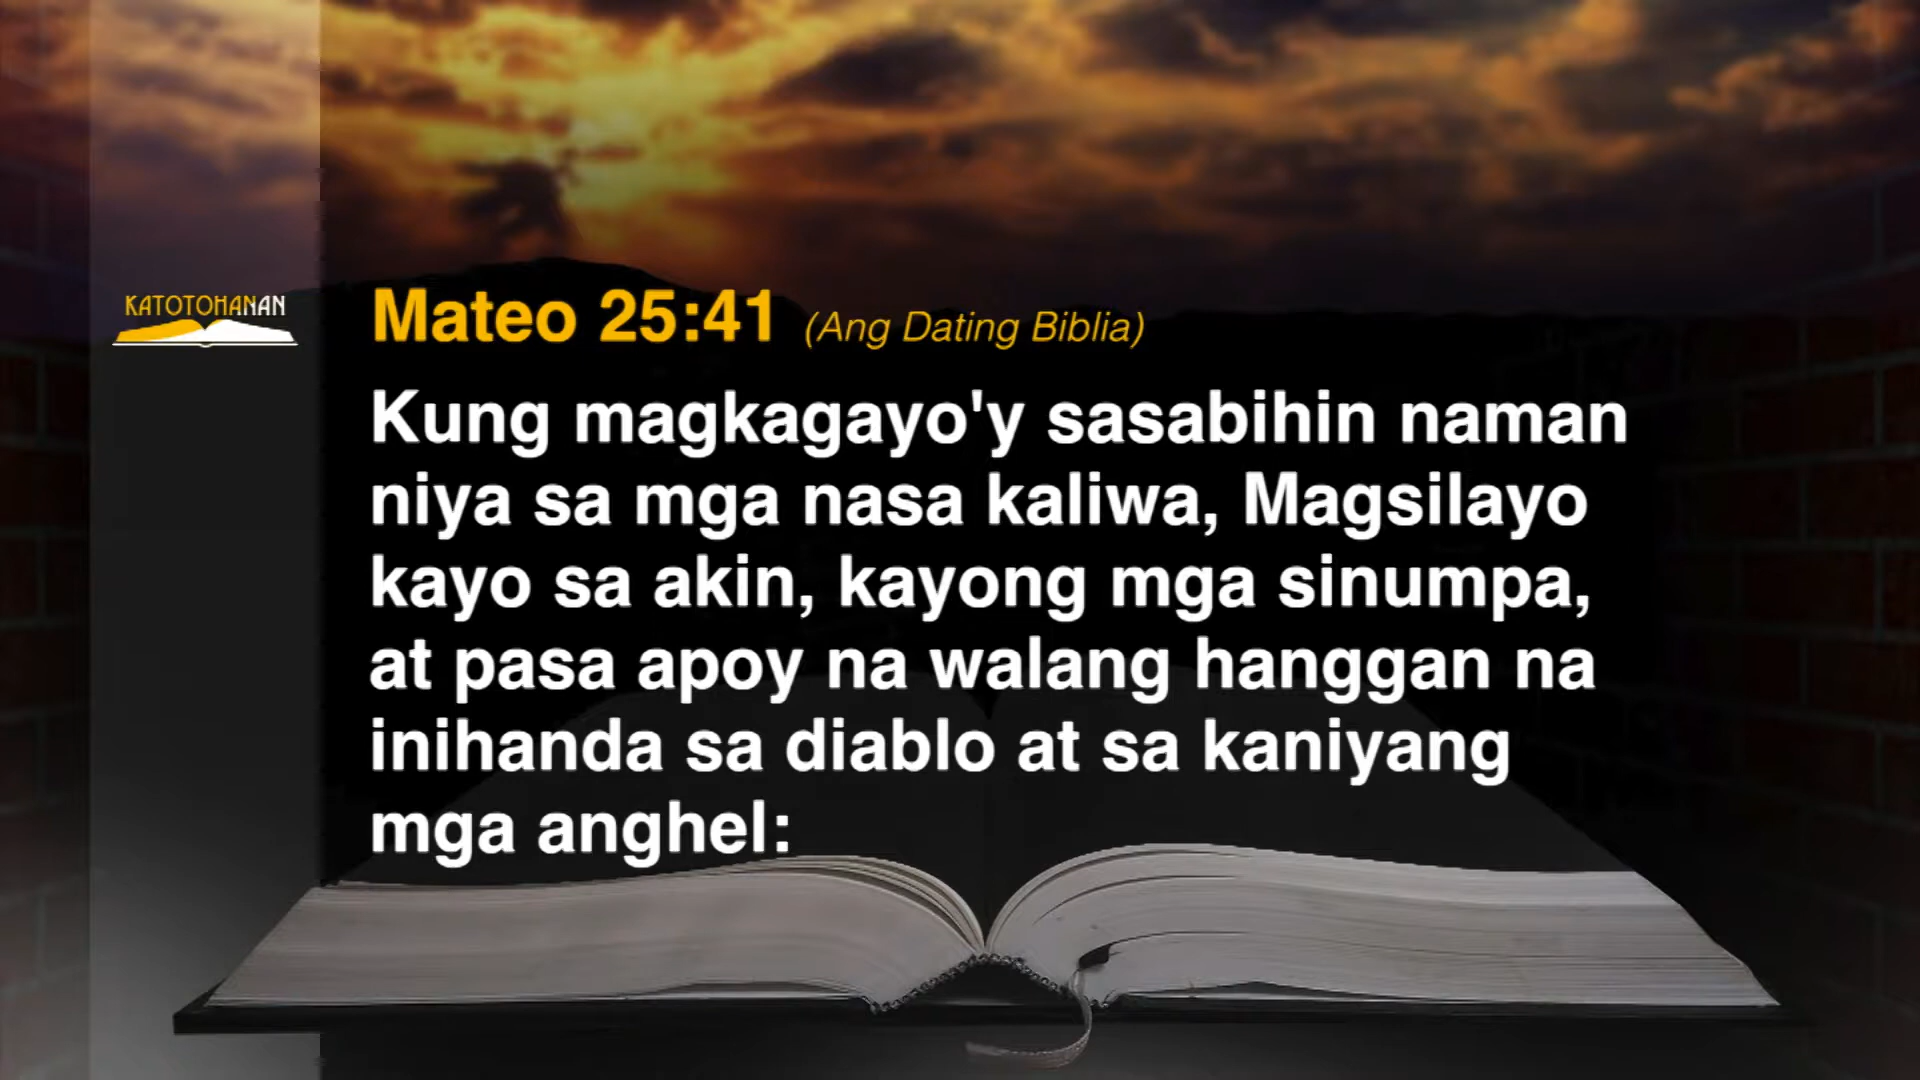 KATOTOHANAN
Mateo 25:41 (Ang Dating Biblia)
Kung magkagayo'y sasabihin naman
niya sa mga nasa kaliwa, Magsilayo
kayo sa akin, kayong mga sinumpa,
at pasa apoy na walang hanggan na
inihanda sa diablo at sa kaniyang
mga anghel: